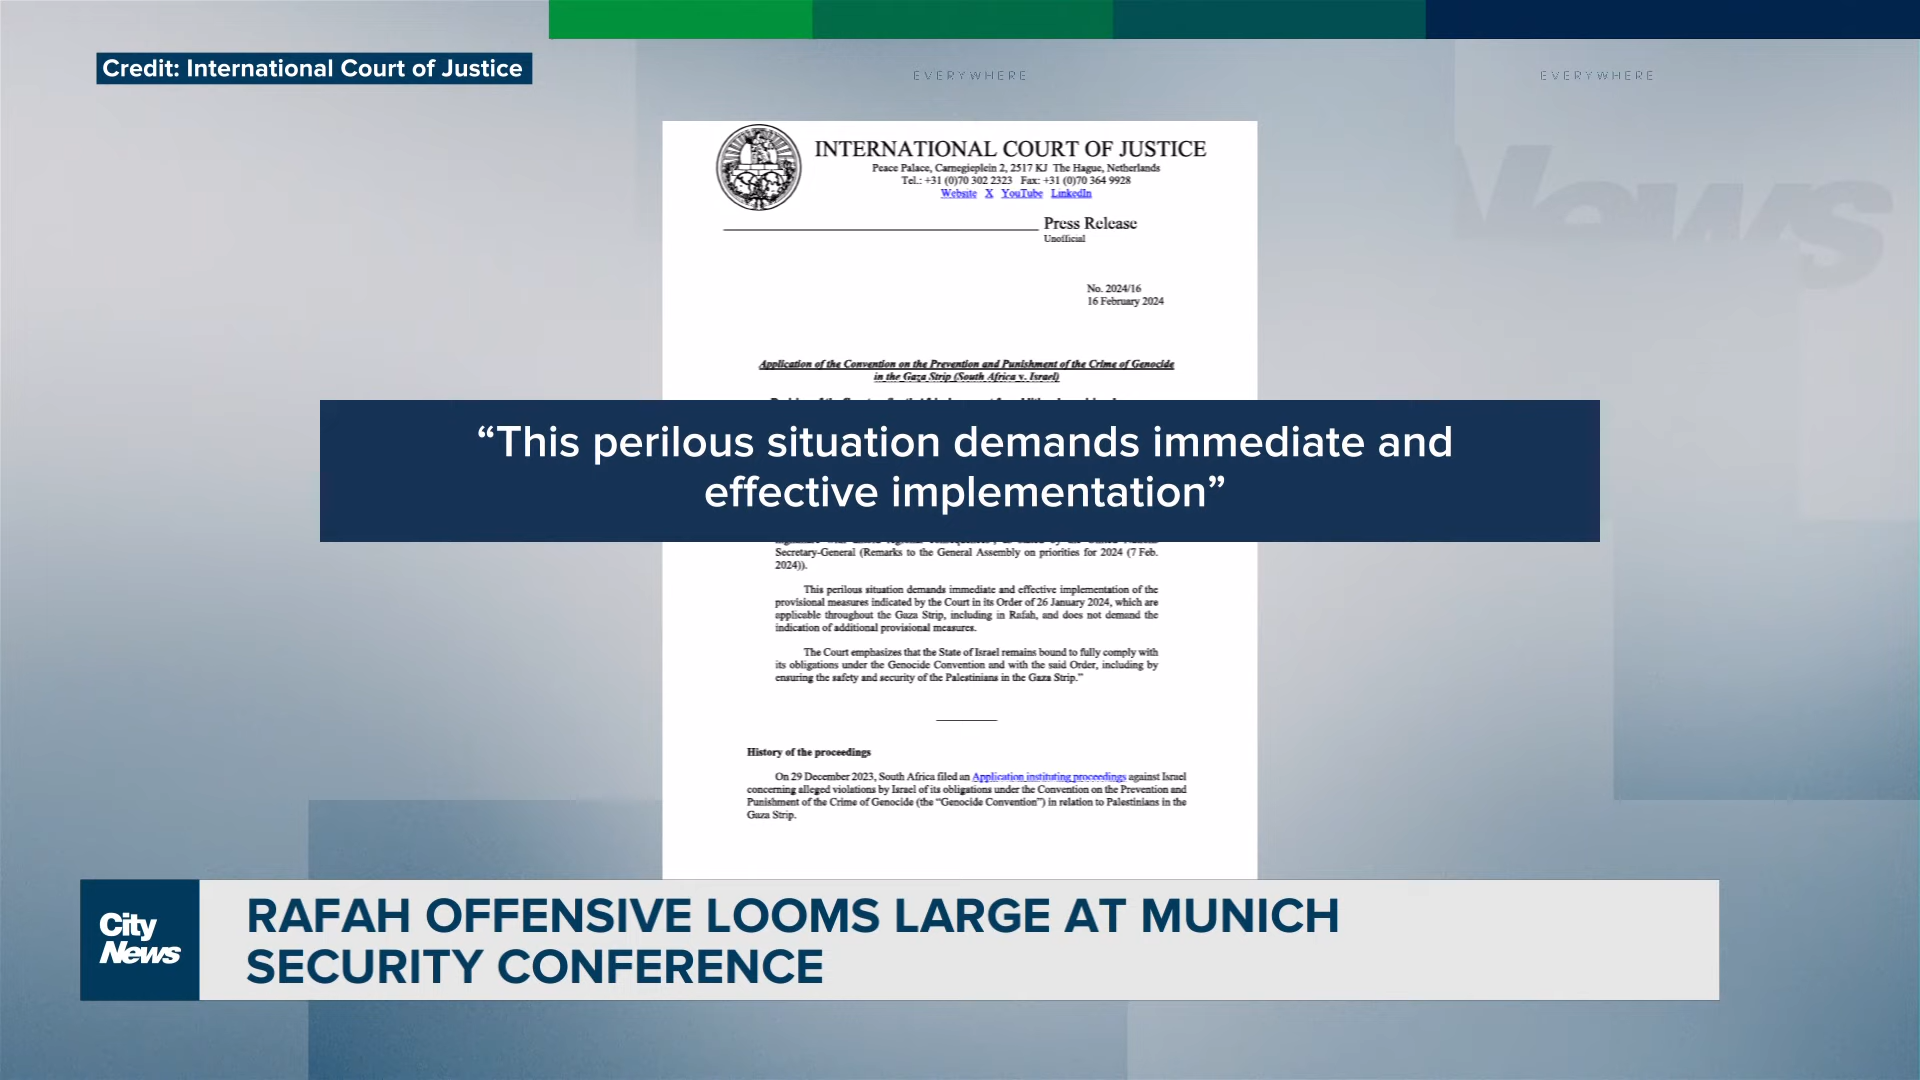 Credit: International Court of Justice
EVERYWHERE
EVERYWHERE
News
INTERNATIONAL COURT OF JUSTICE
Peace Palace, Carnegieplein 2, 2517 KJ The Hague, Netherlands
Tel.: +31 (0)70 302 2323 Fax: +31 (0)70 364 9928
Website X YouTube LinkedIn
Press Release
Unofficial
No. 2024/16
16 February 2024
Application of the Convention on the Prevention and Punishment of the Crime of Genocide
in the Gaza Strip (South Africa v. Israel)
“This perilous situation demands immediate and
effective implementation”
Secretary-General (Remarks to the General Assembly on priorities for 2024 (7 Feb.
2024)).
This perilous situation demands immediate and effective implementation of the
provisional measures indicated by the Court in its Order of 26 January 2024, which are
applicable throughout the Gaza Strip, including in Rafah, and does not demand the
indication of additional provisional measures.
The Court emphasizes that the State of Israel remains bound to fully comply with
its obligations under the Genocide Convention and with the said Order, including by
ensuring the safety and security of the Palestinians in the Gaza Strip.”
History of the proceedings
On 29 December 2023, South Africa filed an Application instituting proceedings against Israel
concerning alleged violations by Israel of its obligations under the Convention on the Prevention and
Punishment of the Crime of Genocide (the “Genocide Convention”) in relation to Palestinians in the
Gaza Strip.
City
News
RAFAH OFFENSIVE LOOMS LARGE AT MUNICH
SECURITY CONFERENCE